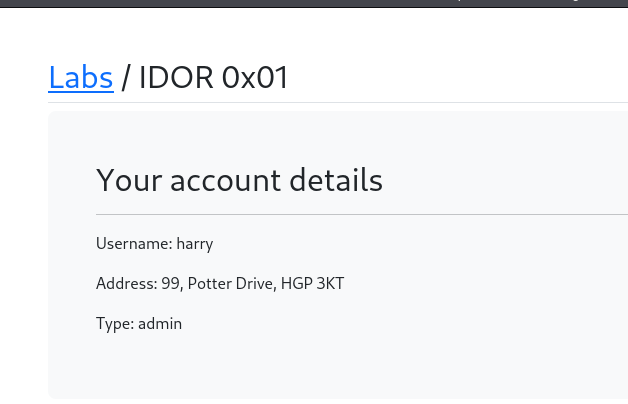 Labs / IDOR 0x01
Your account details
Username: harry
Address: 99, Potter Drive, HGP 3KT
Type: admin